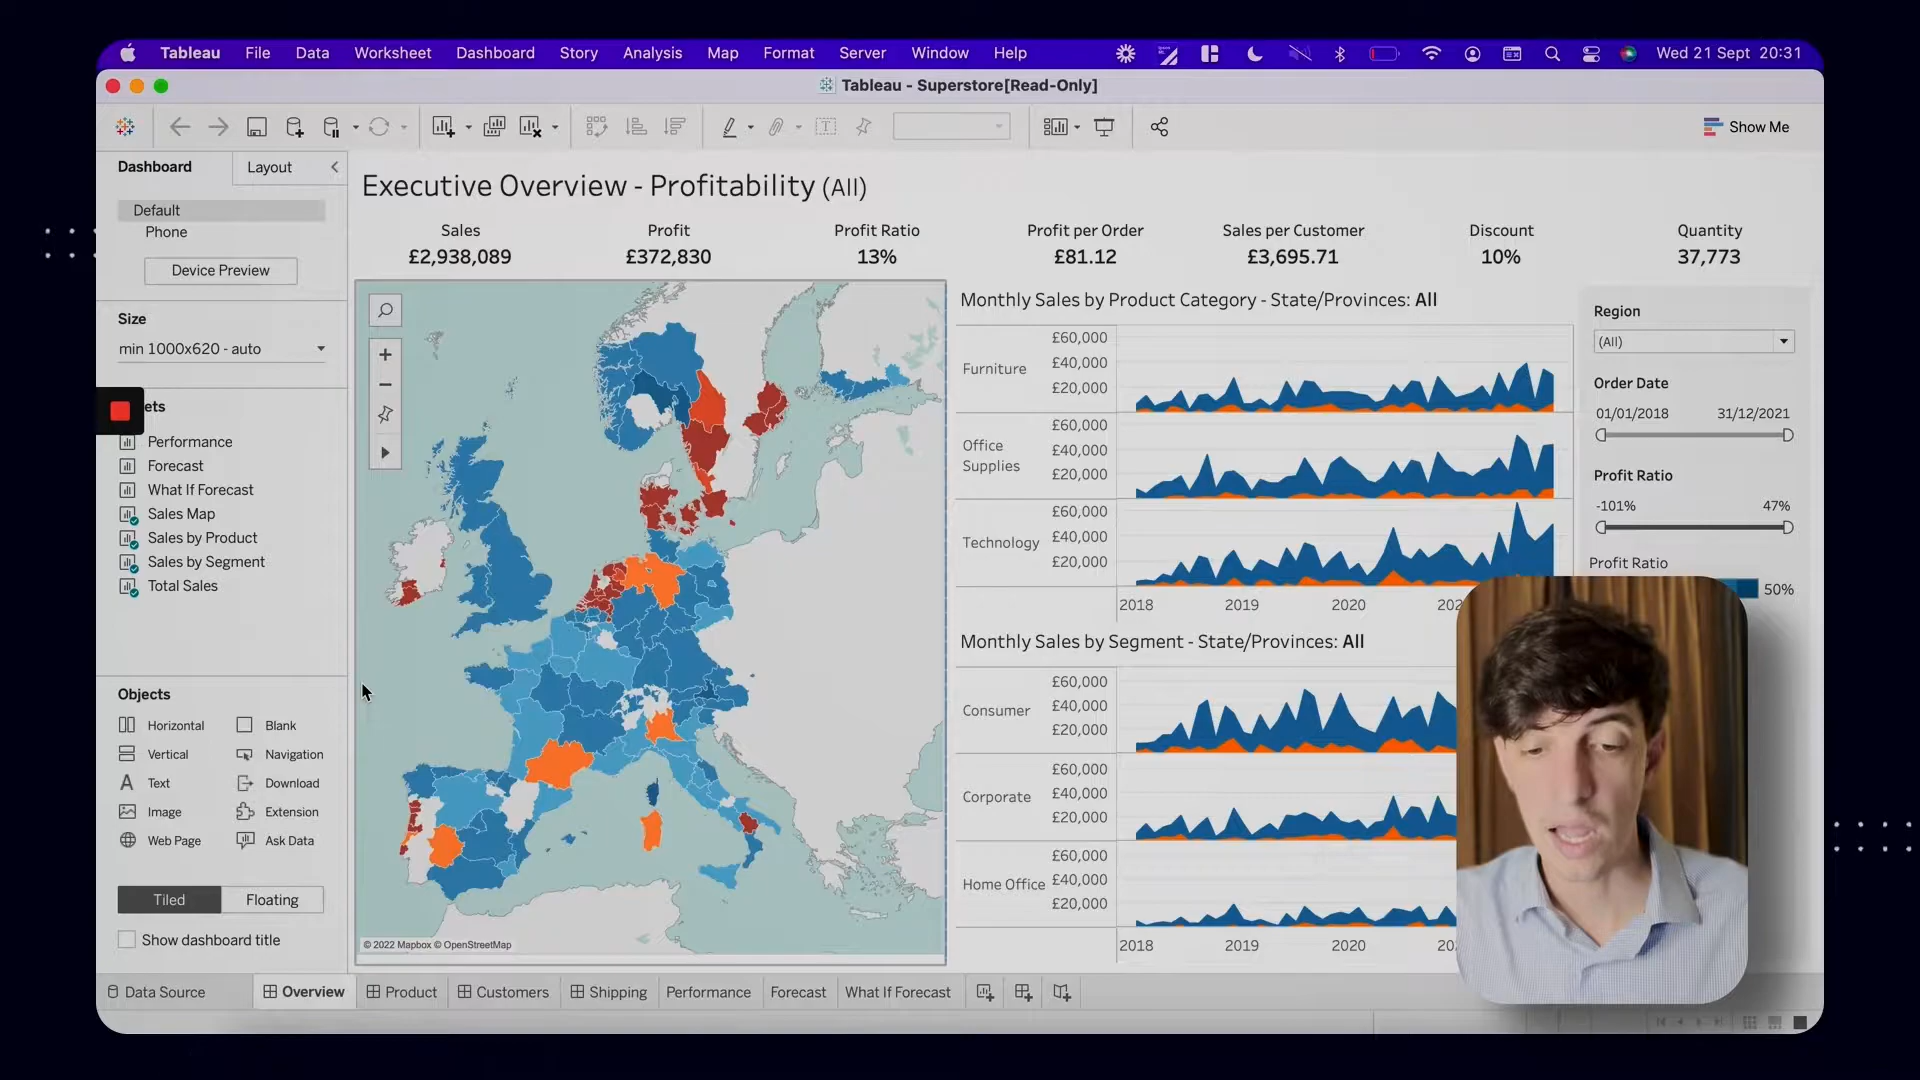 Tableau File Data Worksheet Dashboard Story Analysis Map Format Server Window Help Wed 21 Sept 20:31
Tableau - Superstore[Read-Only]
Show Me
Dashboard Layout
Default
Phone
Device Preview
Size
min 1000x620 - auto
ets
Performance
Forecast
What If Forecast
Sales Map
Sales by Product
Sales by Segment
Total Sales
Objects
Horizontal Blank
Vertical Navigation
Text Download
Image Extension
Web Page Ask Data
Tiled Floating
Show dashboard title
Executive Overview - Profitability (All)
Sales Profit Profit Ratio Profit per Order Sales per Customer Discount Quantity
£2,938,089 £372,830 13% £81.12 £3,695.71 10% 37,773
© 2022 Mapbox © OpenStreetMap
Monthly Sales by Product Category - State/Provinces: All
Furniture
£60,000
£40,000
£20,000
Office
Supplies
£60,000
£40,000
£20,000
Technology
£60,000
£40,000
£20,000
2018 2019 2020 202
Monthly Sales by Segment - State/Provinces: All
Consumer
£60,000
£40,000
£20,000
Corporate
£60,000
£40,000
£20,000
Home Office
£60,000
£40,000
£20,000
2018 2019 2020 20
Region
(All)
Order Date
01/01/2018 31/12/2021
Profit Ratio
-101% 47%
Profit Ratio
50%
Data Source Overview Product Customers Shipping Performance Forecast What If Forecast